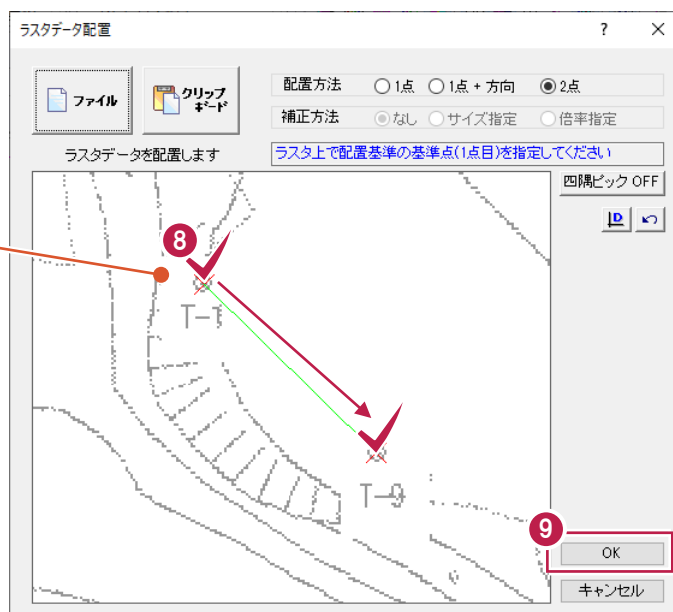 ラスタデータ配置
? ×
ファイル
クリップ
ボード
配置方法 1点 1点 + 方向 2点
補正方法 なし サイズ指定 倍率指定
ラスタデータを配置します
ラスタ上で配置基準の基準点(1点目)を指定してください
四隅ピック OFF
D
8
T-1
T-9
9
OK
キャンセル